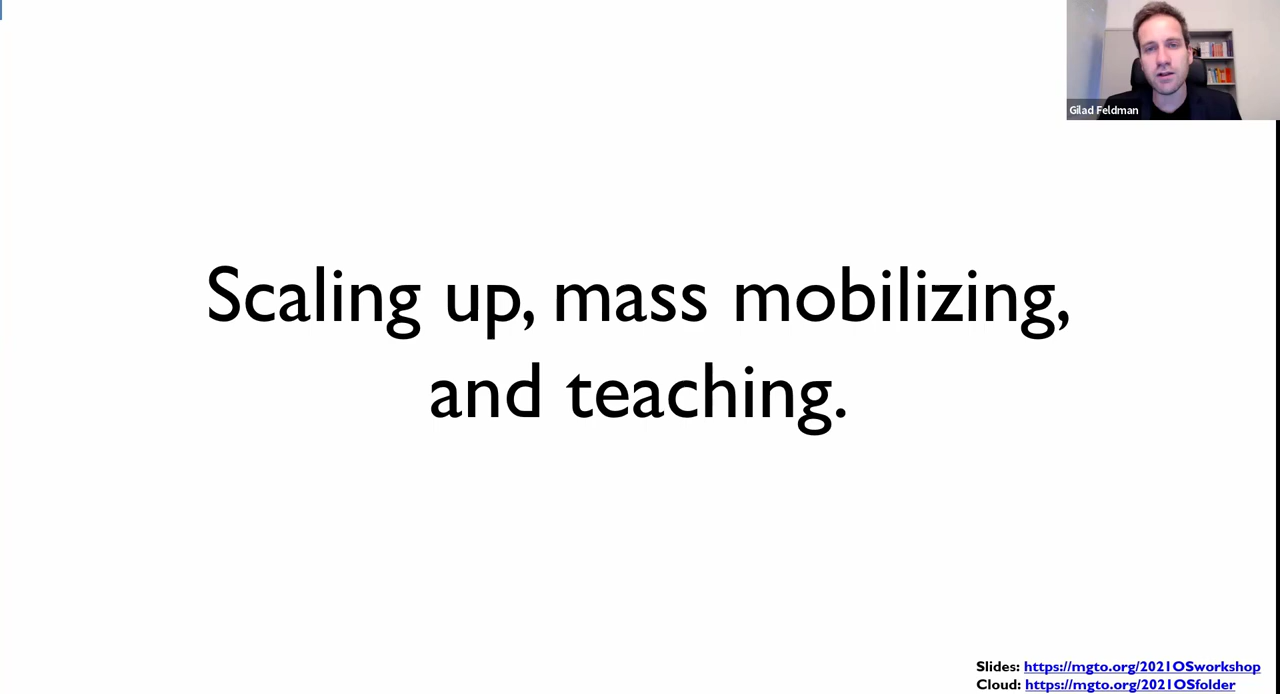 Gilad Feldman
Scaling up, mass mobilizing,
and teaching.
Slides: https://mgto.org/2021OSworkshop
Cloud: https://mgto.org/2021OSfolder